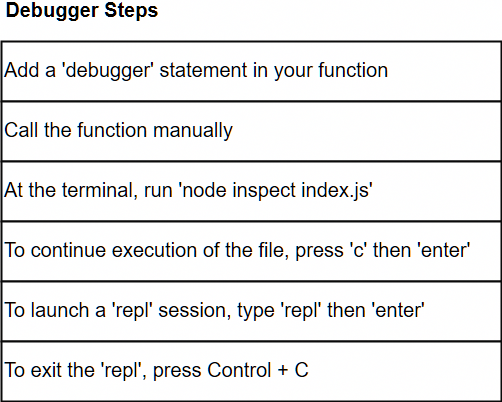 Debugger Steps
Add a 'debugger' statement in your function
Call the function manually
At the terminal, run 'node inspect index.js'
To continue execution of the file, press 'c' then 'enter'
To launch a 'repl' session, type 'repl' then 'enter'
To exit the 'repl', press Control + C